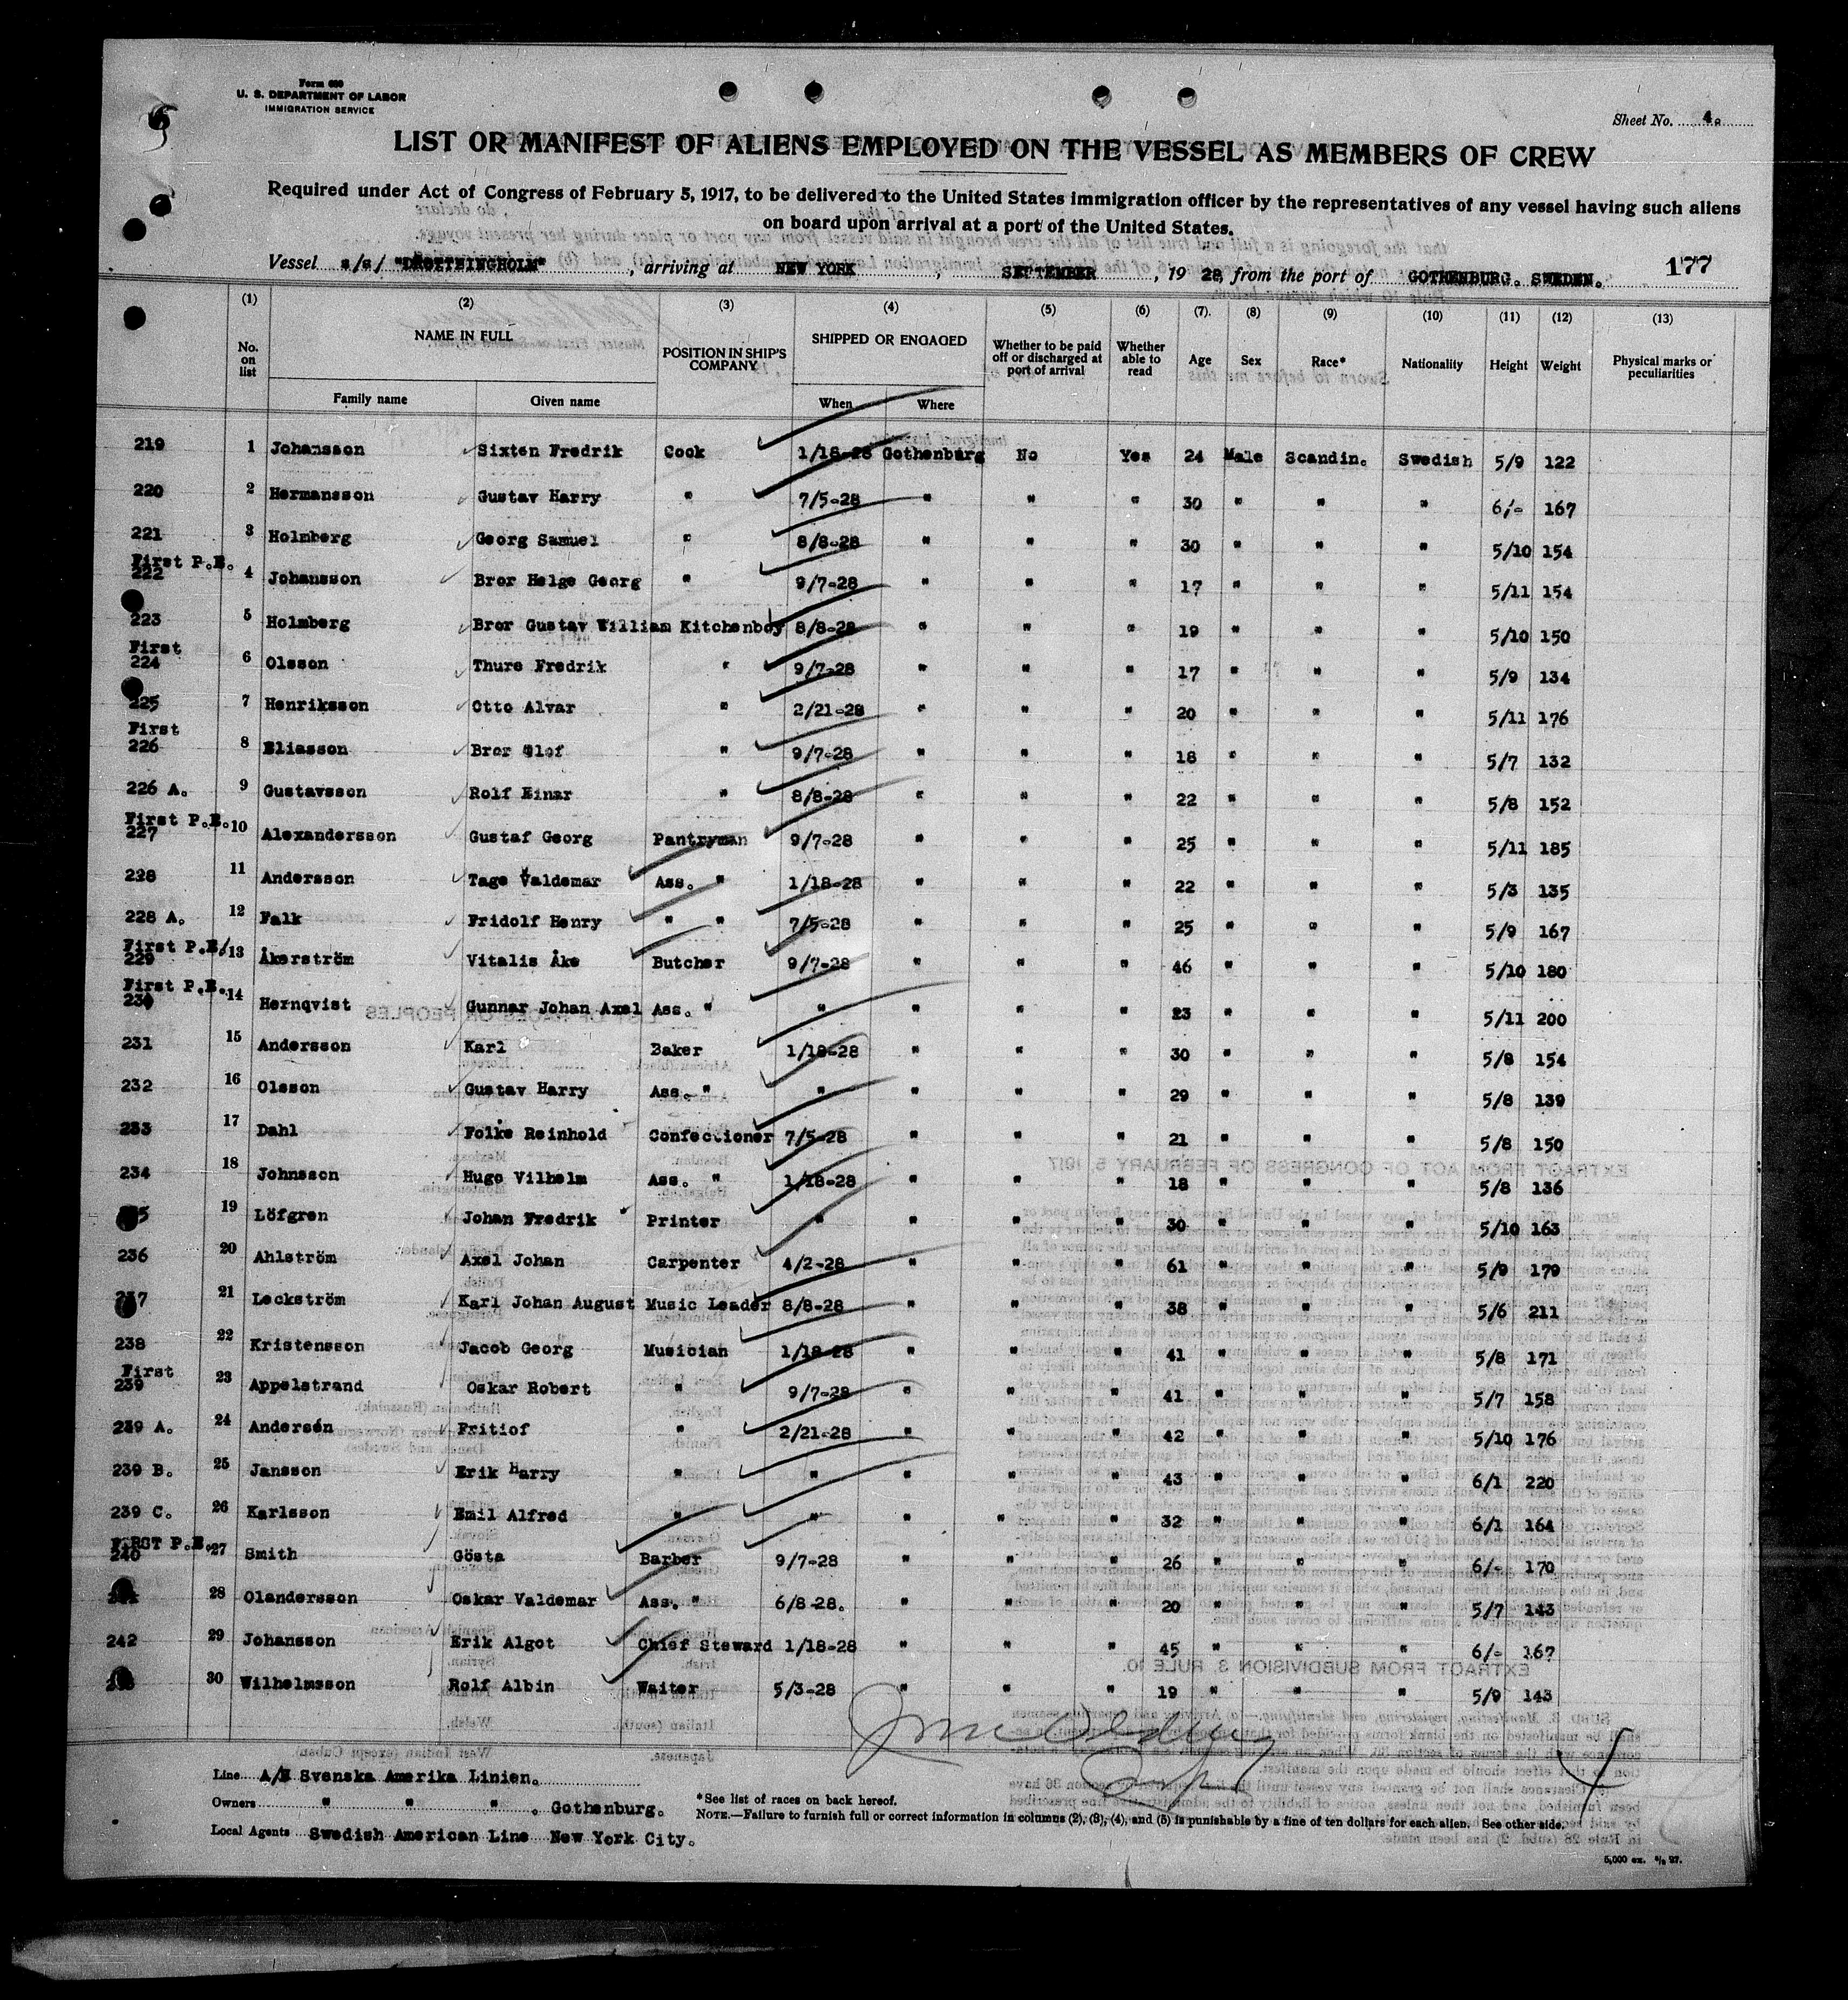 Form 680
U. S. DEPARTMENT OF LABOR
IMMIGRATION SERVICE
Sheet No. 4.
LIST OR MANIFEST OF ALIENS EMPLOYED ON THE VESSEL AS MEMBERS OF CREW
Required under Act of Congress of February 5, 1917, to be delivered to the United States immigration officer by the representatives of any vessel having such aliens
on board upon arrival at a port of the United States.
Vessel s/s/ "DROTTNINGHOLM", arriving at NEW YORK, SEPTEMBER, 19 28, from the port of GOTHENBURG. SWEDEN. 177
(1) (2) (3) (4) (5) (6) (7). (8) (9) (10) (11) (12) (13)
No. on list NAME IN FULL POSITION IN SHIP'S COMPANY SHIPPED OR ENGAGED Whether to be paid off or discharged at port of arrival Whether able to read Age Sex Race* Nationality Height Weight Physical marks or peculiarities
Family name Given name When Where
219 1 Johansson Sixten Fredrik Cook 1/18-28 Gothenburg No Yes 24 Male Scandin. Swedish 5/9 122
220 2 Hermansson Gustav Harry " 7/5-28 " " " 30 " " " 6/- 167
221 3 Holmberg Georg Samuel " 8/8-28 " " " 30 " " " 5/10 154
First P.E.
222 4 Johansson Bror Helge Georg " 9/7-28 " " " 17 " " " 5/11 154
223 5 Holmberg Bror Gustav William Kitchenboy 8/8-28 " " " 19 " " " 5/10 150
First
224 6 Olsson Thure Fredrik " 9/7-28 " " " 17 " " " 5/9 134
225 7 Henriksson Otto Alvar " 2/21-28 " " " 20 " " " 5/11 176
First
226 8 Eliasson Bror Olof " 9/7-28 " " " 18 " " " 5/7 132
226 A. 9 Gustavsson Rolf Einar " 8/8-28 " " " 22 " " " 5/8 152
First P.E.
227 10 Alexandersson Gustaf Georg Pantryman 9/7-28 " " " 25 " " " 5/11 185
228 11 Andersson Tage Valdemar Ass. " 1/18-28 " " " 22 " " " 5/3 135
228 A. 12 Falk Fridolf Henry " " 7/5-28 " " " 25 " " " 5/9 167
First P.E/
229 13 Åkerström Vitalis Åke Butcher 9/7-28 " " " 46 " " " 5/10 180
First P.E.
230 14 Hernqvist Gunnar Johan Axel Ass. " " " " " 23 " " " 5/11 200
231 15 Andersson Karl Baker 1/18-28 " " " 30 " " " 5/8 154
232 16 Olsson Gustav Harry Ass. " " " " " 29 " " " 5/8 139
233 17 Dahl Folke Reinhold Confectioner 7/5-28 " " " 21 " " " 5/8 150
234 18 Johnsson Hugo Vilhelm Ass. " 1/18-28 " " " 18 " " " 5/8 136
19 Löfgren Johan Fredrik Printer " " " " 30 " " " 5/10 163
236 20 Ahlström Axel Johan Carpenter 4/2-28 " " " 61 " " " 5/9 179
21 Leckström Karl Johan August Music Leader 8/8-28 " " " 38 " " " 5/6 211
238 22 Kristensson Jacob Georg Musician 1/18-28 " " " 41 " " " 5/8 171
First
239 23 Appelstrand Oskar Robert " 9/7-28 " " " 41 " " " 5/7 158
239 A. 24 Andersén Fritiof " 2/21-28 " " " 42 " " " 5/10 176
239 B. 25 Jansson Erik Harry " " " " " 43 " " " 6/1 220
239 C. 26 Karlsson Emil Alfred " " " " " 32 " " " 6/1 164
FIRST P.E.
240 27 Smith Gösta Barber 9/7-28 " " " 26 " " " 6/- 170
28 Olandersson Oskar Valdemar Ass. " 6/8-28. " " " 20 " " " 5/7 143
242 29 Johansson Erik Algot Chief Steward 1/18-28 " " " 45 " " " 6/- 167
30 Wilhelmsson Rolf Albin Waiter 5/3-28 " " " 19 " " " 5/9 143
Line A/B Svenska Amerika Linien.
Owners " " " . Gothenburg.
Local Agents Swedish American Line New York City.
*See list of races on back hereof.
NOTE.—Failure to furnish full or correct information in columns (2), (3), (4), and (5) is punishable by a fine of ten dollars for each alien. See other side.